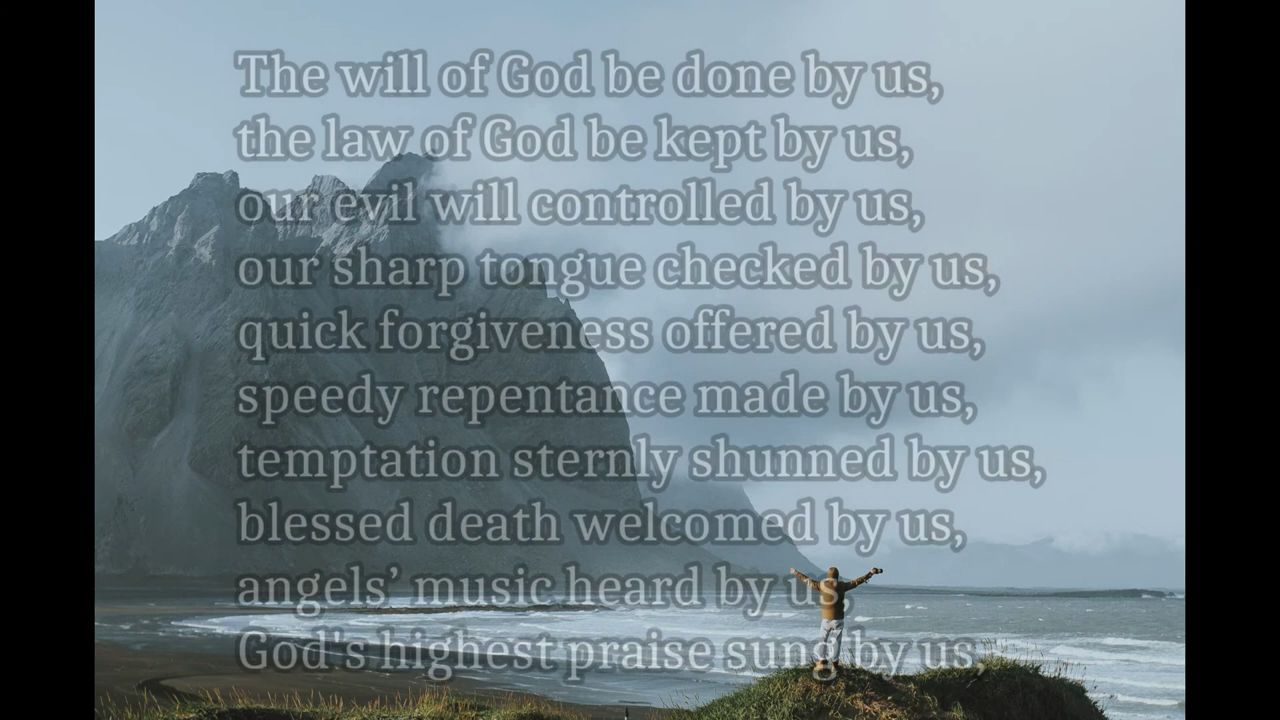 The will of God be done by us,
the law of God be kept by us,
our evil will controlled by us,
our sharp tongue checked by us,
quick forgiveness offered by us,
speedy repentance made by us,
temptation sternly shunned by us,
blessed death welcomed by us,
angels’ music heard by us,
God's highest praise sung by us